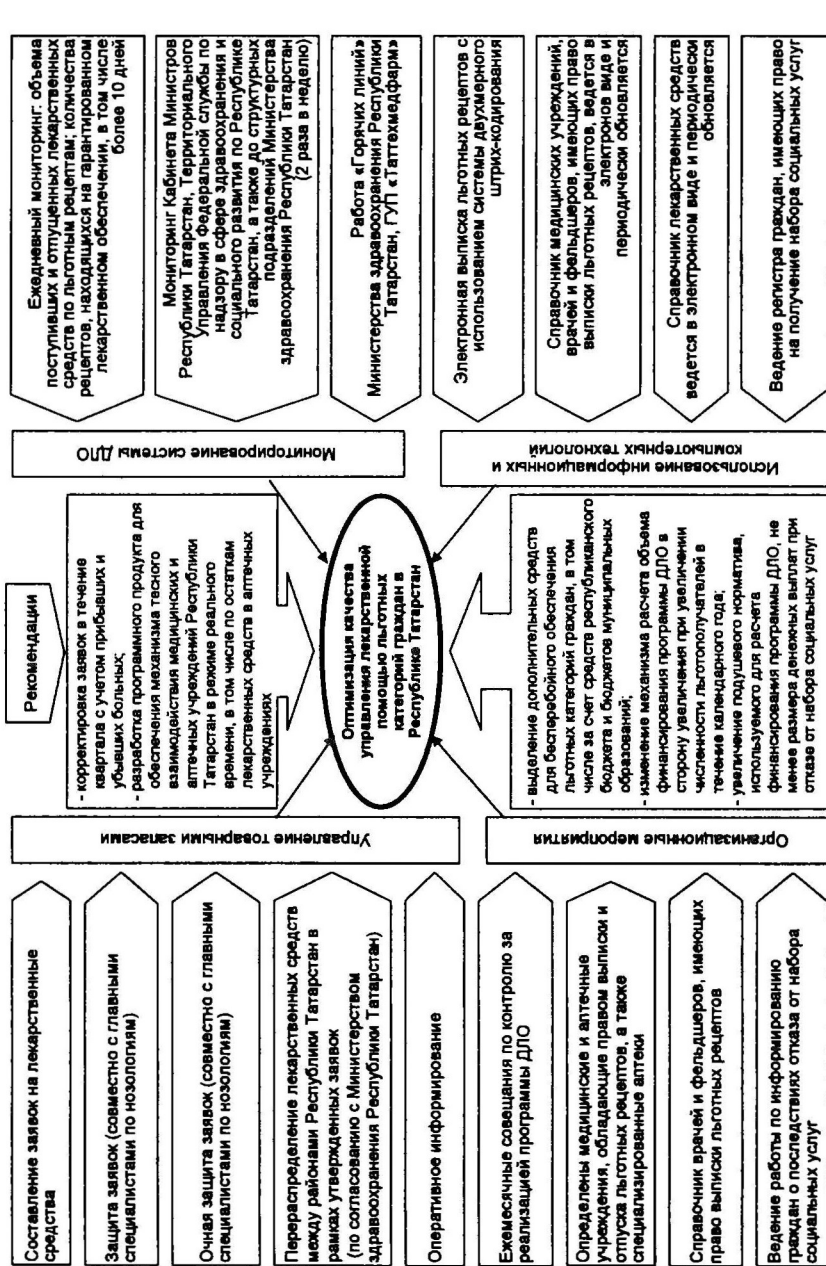 Рекомендации
Составление заявок на лекарственные
средства
Защита заявок (совместно с главными
специалистами по нозологиям)
Очная защита заявок (совместно с главными
специалистами по нозологиям)
Перераспределение лекарственных средств
между районами Республики Татарстан в
рамках утвержденных заявок
(по согласованию с Министерством
здравоохранения Республики Татарстан)
Оперативное информирование
Ежемесячные совещания по контролю за
реализацией программы ДЛО
Определены медицинские и аптечные
учреждения, обладающие правом выписки и
отпуска льготных рецептов, а также
специализированные аптеки
Справочник врачей и фельдшеров, имеющих
право выписки льготных рецептов
Ведение работы по информированию
граждан о последствиях отказа от набора
социальных услуг
Управление товарными запасами
Организационные мероприятия
- корректировка заявок в течение
квартала с учетом прибывших и
убывших больных;
- разработка программного продукта для
обеспечения механизма тесного
взаимодействия медицинских и
аптечных учреждений Республики
Татарстан в режиме реального
времени, в том числе по остаткам
лекарственных средств в аптечных
учреждениях
Оптимизация качества
управления лекарственной
помощью льготных
категорий граждан в
Республике Татарстан
- выделение дополнительных средств
для бесперебойного обеспечения
льготных категорий граждан, в том
числе за счет средств республиканского
бюджета и бюджетов муниципальных
образований;
- изменение механизма расчета объема
финансирования программы ДЛО в
сторону увеличения при увеличении
численности льготополучателей в
течение календарного года;
- увеличение подушевого норматива,
используемого для расчета
финансирования программы ДЛО, не
менее размера денежных выплат при
отказе от набора социальных услуг
Мониторирование системы ДЛО
Использование информационных и
компьютерных технологий
Ежедневный мониторинг: объема
поступивших и отпущенных лекарственных
средств по льготным рецептам; количества
рецептов, находящихся на гарантированном
лекарственном обеспечении, в том числе
более 10 дней
Мониторинг Кабинета Министров
Республики Татарстан, Территориального
Управления Федеральной службы по
надзору в сфере здравоохранения и
социального развития по Республике
Татарстан, а также до структурных
подразделений Министерства
здравоохранения Республики Татарстан
(2 раза в неделю)
Работа «Горячих линий»
Министерства здравоохранения Республики
Татарстан, ГУП «Таттехмедфарм»
Электронная выписка льготных рецептов с
использованием системы двухмерного
штрих-кодирования
Справочник медицинских учреждений,
врачей и фельдшеров, имеющих право
выписки льготных рецептов, ведется в
электронов виде и
периодически обновляется
Справочник лекарственных средств
ведется в электронном виде и периодически
обновляется
Ведение регистра граждан, имеющих право
на получение набора социальных услуг